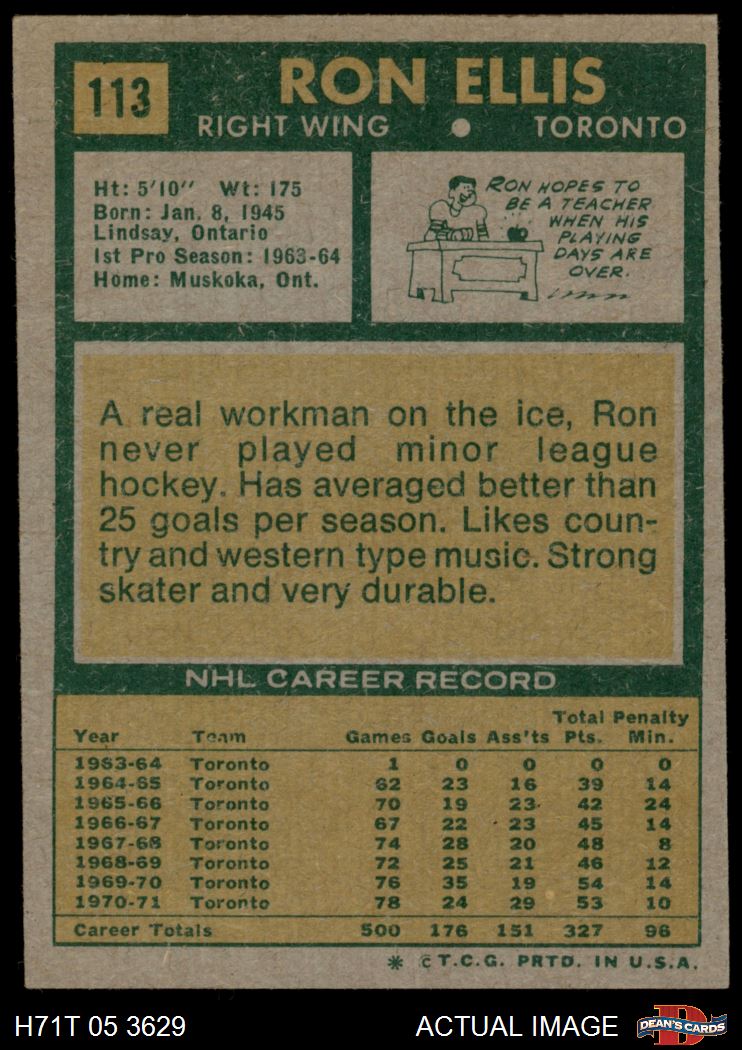 113
RON ELLIS
RIGHT WING • TORONTO
Ht: 5'10" Wt: 175
Born: Jan. 8, 1945
Lindsay, Ontario
1st Pro Season: 1963-64
Home: Muskoka, Ont.
RON HOPES TO
BE A TEACHER
WHEN HIS
PLAYING
DAYS ARE
OVER.
A real workman on the ice, Ron
never played minor league
hockey. Has averaged better than
25 goals per season. Likes coun-
try and western type music. Strong
skater and very durable.
NHL CAREER RECORD
Total Penalty
Year Team Games Goals Ass'ts Pts. Min.
1963-64 Toronto 1 0 0 0 0
1964-65 Toronto 62 23 16 39 14
1965-66 Toronto 70 19 23 42 24
1966-67 Toronto 67 22 23 45 14
1967-68 Toronto 74 28 20 48 8
1968-69 Toronto 72 25 21 46 12
1969-70 Toronto 76 35 19 54 14
1970-71 Toronto 78 24 29 53 10
Career Totals 500 176 151 327 96
* © T.C.G. PRTD. IN U.S.A.
H71T 05 3629
ACTUAL IMAGE
DEAN'S CARDS